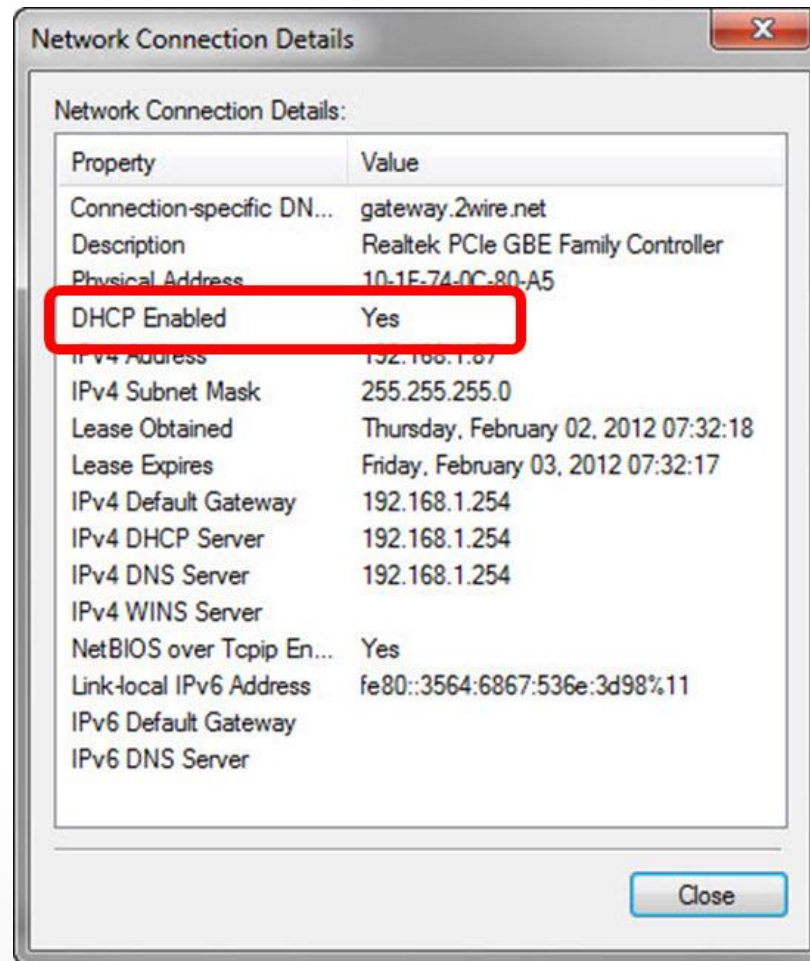 Network Connection Details
Network Connection Details:
Property Value
Connection-specific DN... gateway.2wire.net
Description Realtek PCIe GBE Family Controller
Physical Address 10-1F-74-0C-80-A5
DHCP Enabled Yes
IPv4 Address 192.168.1.87
IPv4 Subnet Mask 255.255.255.0
Lease Obtained Thursday, February 02, 2012 07:32:18
Lease Expires Friday, February 03, 2012 07:32:17
IPv4 Default Gateway 192.168.1.254
IPv4 DHCP Server 192.168.1.254
IPv4 DNS Server 192.168.1.254
IPv4 WINS Server
NetBIOS over Tcpip En... Yes
Link-local IPv6 Address fe80::3564:6867:536e:3d98%11
IPv6 Default Gateway
IPv6 DNS Server
Close